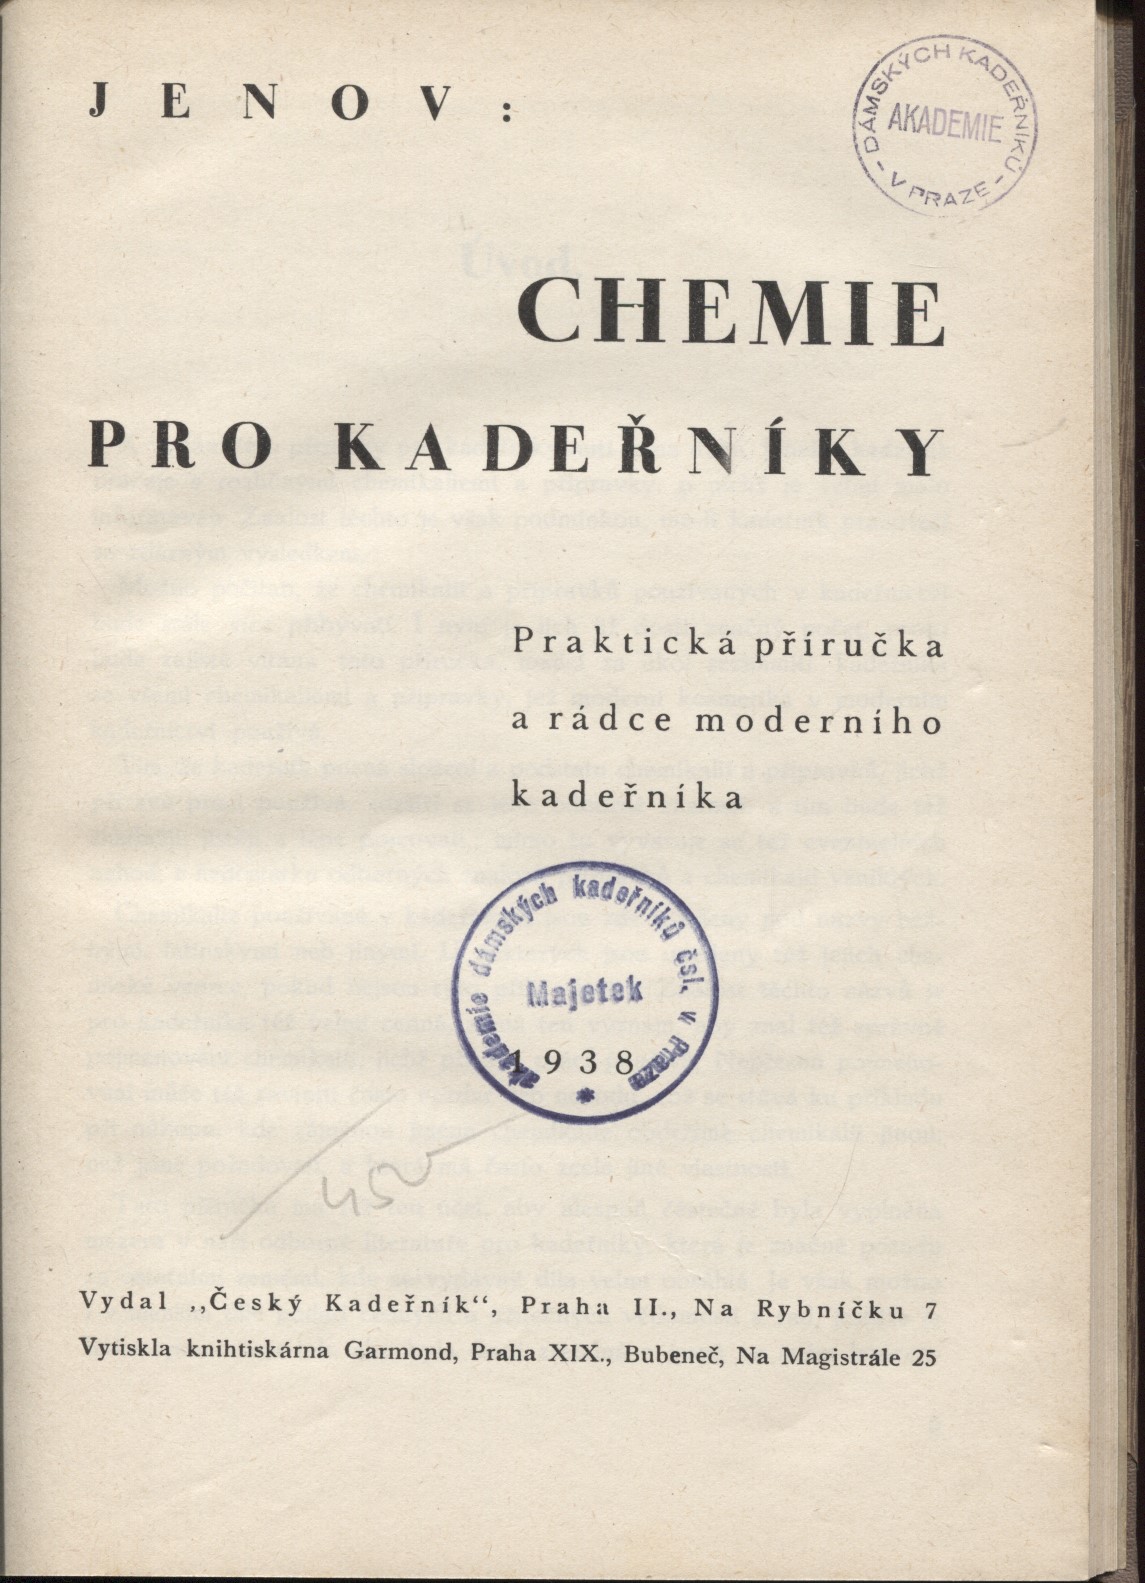 JENOV:
DÁMSKÝCH KADEŘNÍKŮ
AKADEMIE
- V PRAZE -
CHEMIE
PRO KADEŘNÍKY
Praktická příručka
a rádce moderního
kadeřníka
akademie dámských kadeřníků čsl. v Praze
Majetek
1938
*
450
Vydal ,,Český Kadeřník“, Praha II., Na Rybníčku 7
Vytiskla knihtiskárna Garmond, Praha XIX., Bubeneč, Na Magistrále 25